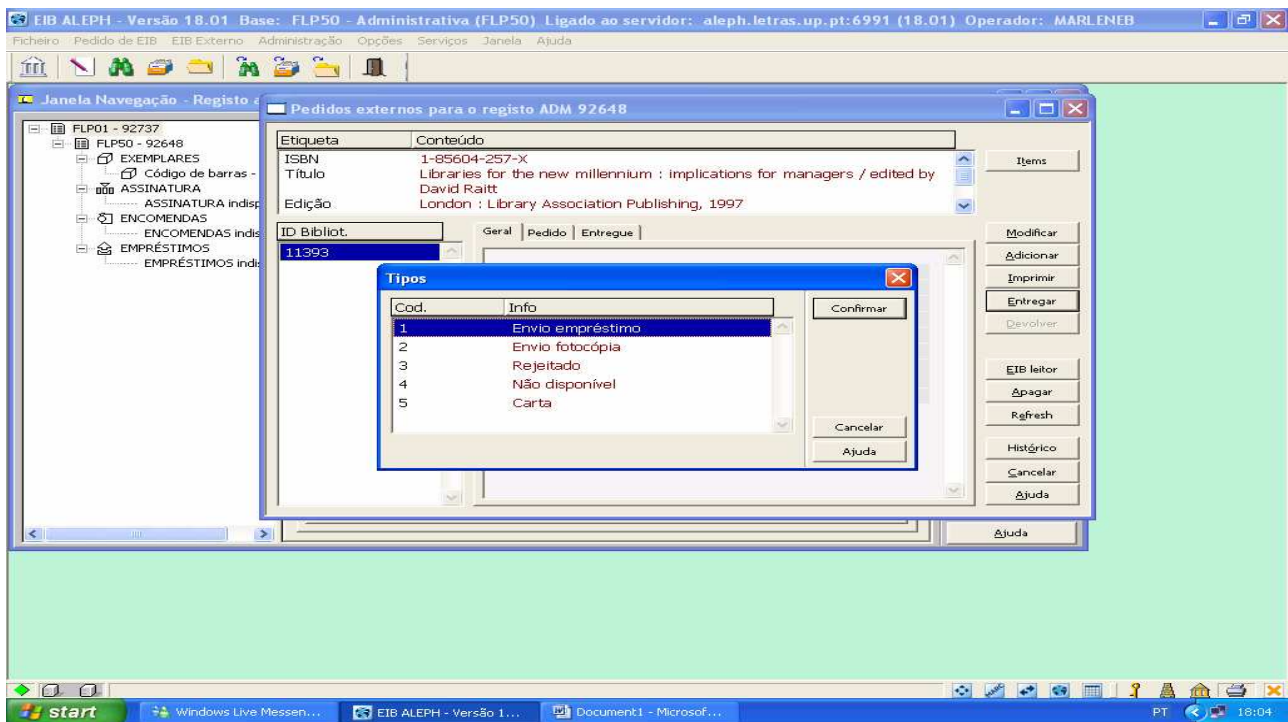 EIB ALEPH - Versão 18.01 Base: FLP50 - Administrativa (FLP50) Ligado ao servidor: aleph.letras.up.pt:6991 (18.01) Operador: MARLENEB
Ficheiro Pedido de EIB EIB Externo Administração Opções Serviços Janela Ajuda
Janela Navegação - Registo
Pedidos externos para o registo ADM 92648
FLP01 - 92737
FLP50 - 92648
EXEMPLARES
Código de barras -
ASSINATURA
ASSINATURA indisp
ENCOMENDAS
ENCOMENDAS indis
EMPRÉSTIMOS
EMPRÉSTIMOS indi
Etiqueta Conteúdo
ISBN 1-85604-257-X
Título Libraries for the new millennium : implications for managers / edited by
David Raitt
Edição London : Library Association Publishing, 1997
ID Bibliot.
11393
Geral Pedido Entregue
Tipos
Cod. Info
1 Envio empréstimo
2 Envio fotocópia
3 Rejeitado
4 Não disponível
5 Carta
Confirmar
Cancelar
Ajuda
Items
Modificar
Adicionar
Imprimir
Entregar
Devolver
EIB leitor
Apagar
Refresh
Histórico
Cancelar
Ajuda
Ajuda
start Windows Live Messen... EIB ALEPH - Versão 1... Document1 - Microsof... PT 18:04